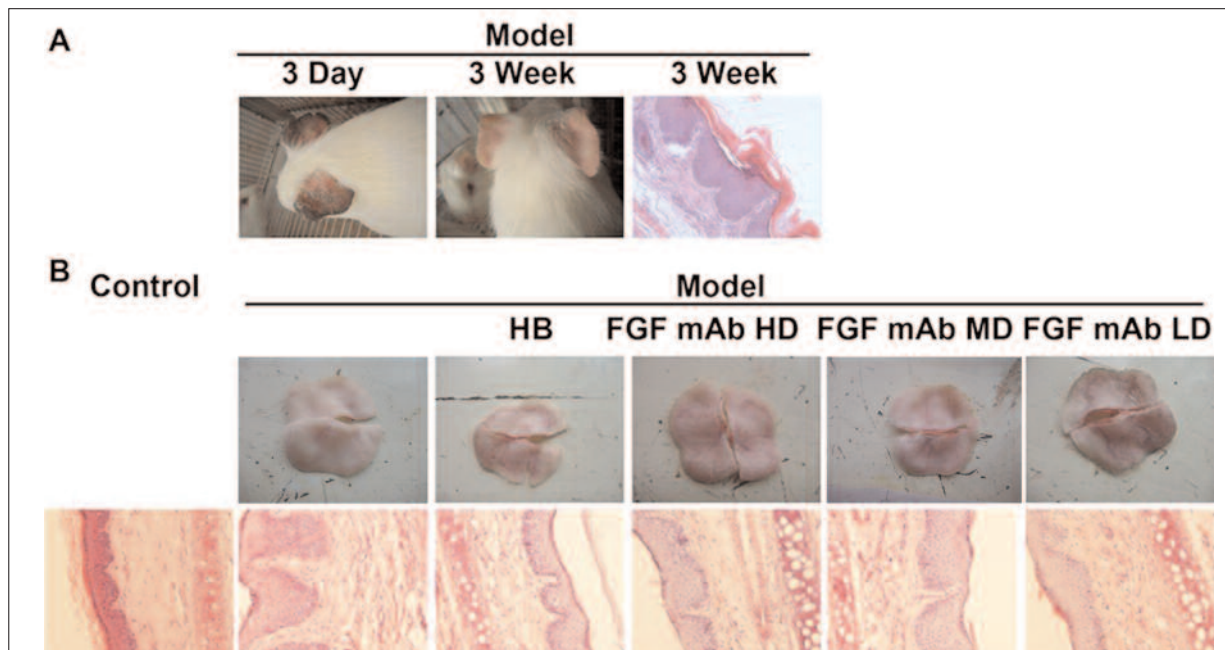 A
Model
3 Day 3 Week 3 Week
B
Control
Model
HB FGF mAb HD FGF mAb MD FGF mAb LD